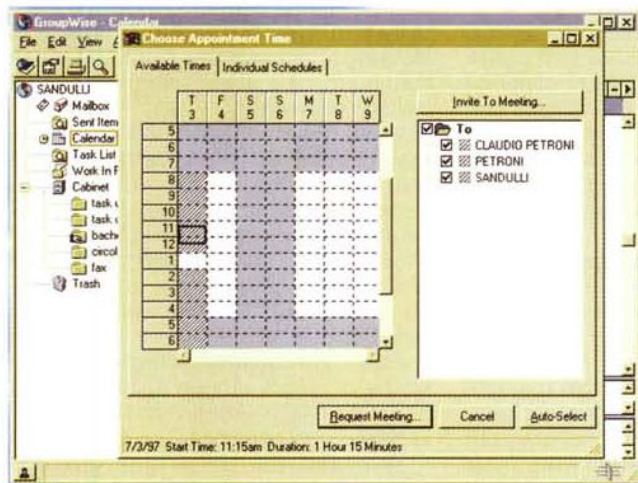 GroupWise - Calendar
File Edit View
Choose Appointment Time
Available Times
Individual Schedules
SANDULLI
Mailbox
Sent Item
Calendar
Task List
Work In F
Cabinet
task
task
bach
circol
fax
Trash
T F S S M T W
3 4 5 6 7 8 9
5
6
7
8
9
10
11
12
1
2
3
4
5
6
Invite To Meeting...
To
CLAUDIO PETRONI
PETRONI
SANDULLI
Request Meeting...
Cancel
Auto-Select
7/3/97 Start Time: 11:15am Duration: 1 Hour 15 Minutes